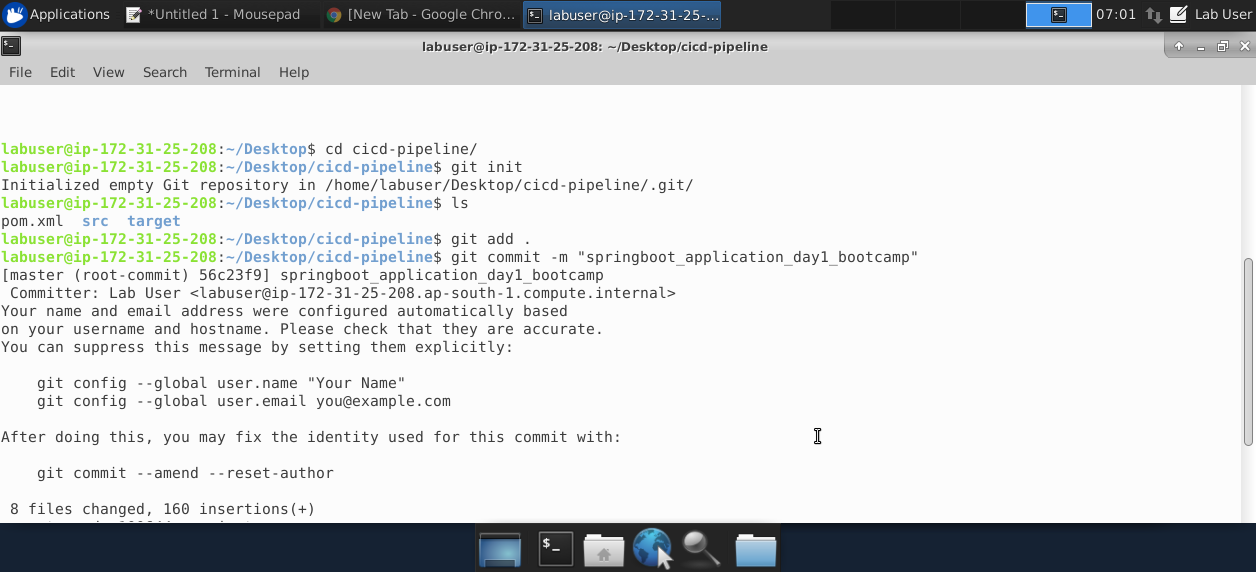 Applications
*Untitled 1 - Mousepad
[New Tab - Google Chro...
labuser@ip-172-31-25-...
07:01
Lab User
labuser@ip-172-31-25-208: ~/Desktop/cicd-pipeline
File Edit View Search Terminal Help
labuser@ip-172-31-25-208:~/Desktop$ cd cicd-pipeline/
labuser@ip-172-31-25-208:~/Desktop/cicd-pipeline$ git init
Initialized empty Git repository in /home/labuser/Desktop/cicd-pipeline/.git/
labuser@ip-172-31-25-208:~/Desktop/cicd-pipeline$ ls
pom.xml  src  target
labuser@ip-172-31-25-208:~/Desktop/cicd-pipeline$ git add .
labuser@ip-172-31-25-208:~/Desktop/cicd-pipeline$ git commit -m "springboot_application_day1_bootcamp"
[master (root-commit) 56c23f9] springboot_application_day1_bootcamp
 Committer: Lab User <labuser@ip-172-31-25-208.ap-south-1.compute.internal>
Your name and email address were configured automatically based
on your username and hostname. Please check that they are accurate.
You can suppress this message by setting them explicitly:
    git config --global user.name "Your Name"
    git config --global user.email you@example.com
After doing this, you may fix the identity used for this commit with:
    git commit --amend --reset-author
 8 files changed, 160 insertions(+)